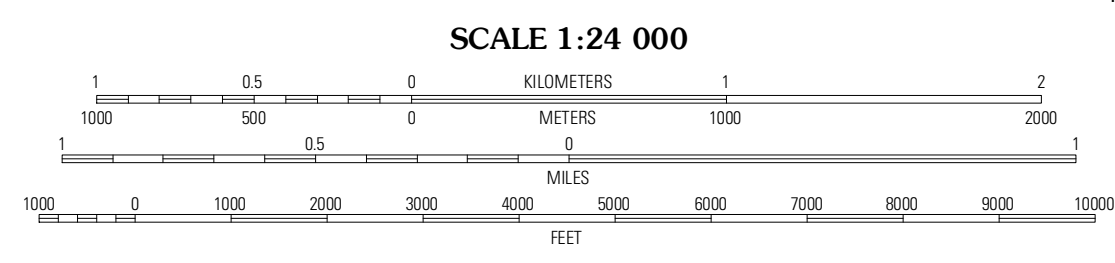 SCALE 1:24 000
1 0.5 0 KILOMETERS 1 2
1000 500 0 METERS 1000 2000
1 0.5 0 1
MILES
1000 0 1000 2000 3000 4000 5000 6000 7000 8000 9000 10000
FEET